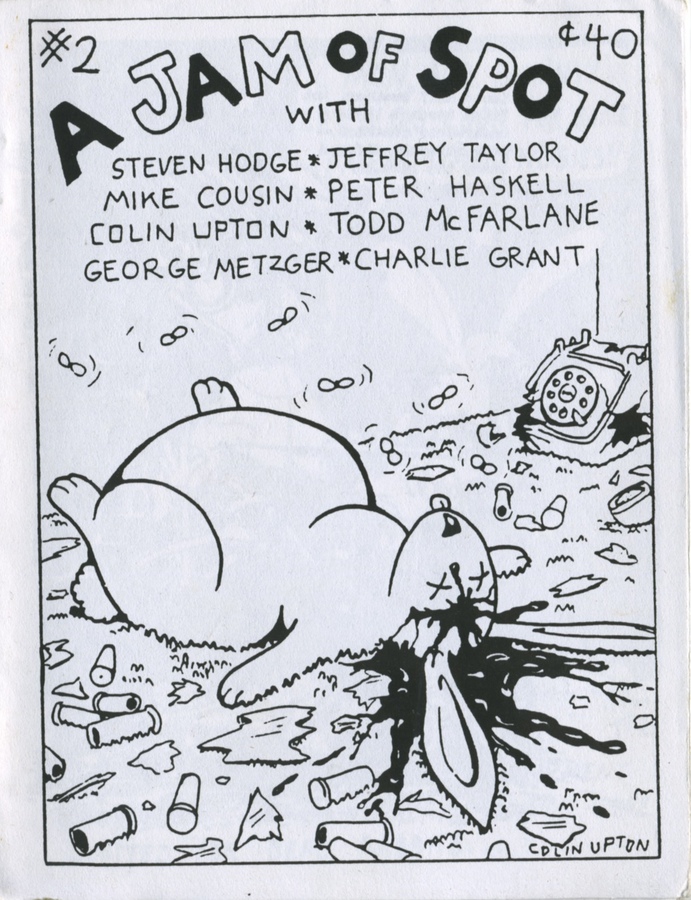 #2
¢40
A JAM OF SPOT
WITH
STEVEN HODGE * JEFFREY TAYLOR
MIKE COUSIN * PETER HASKELL
COLIN UPTON * TODD McFARLANE
GEORGE METZGER * CHARLIE GRANT
COLIN UPTON